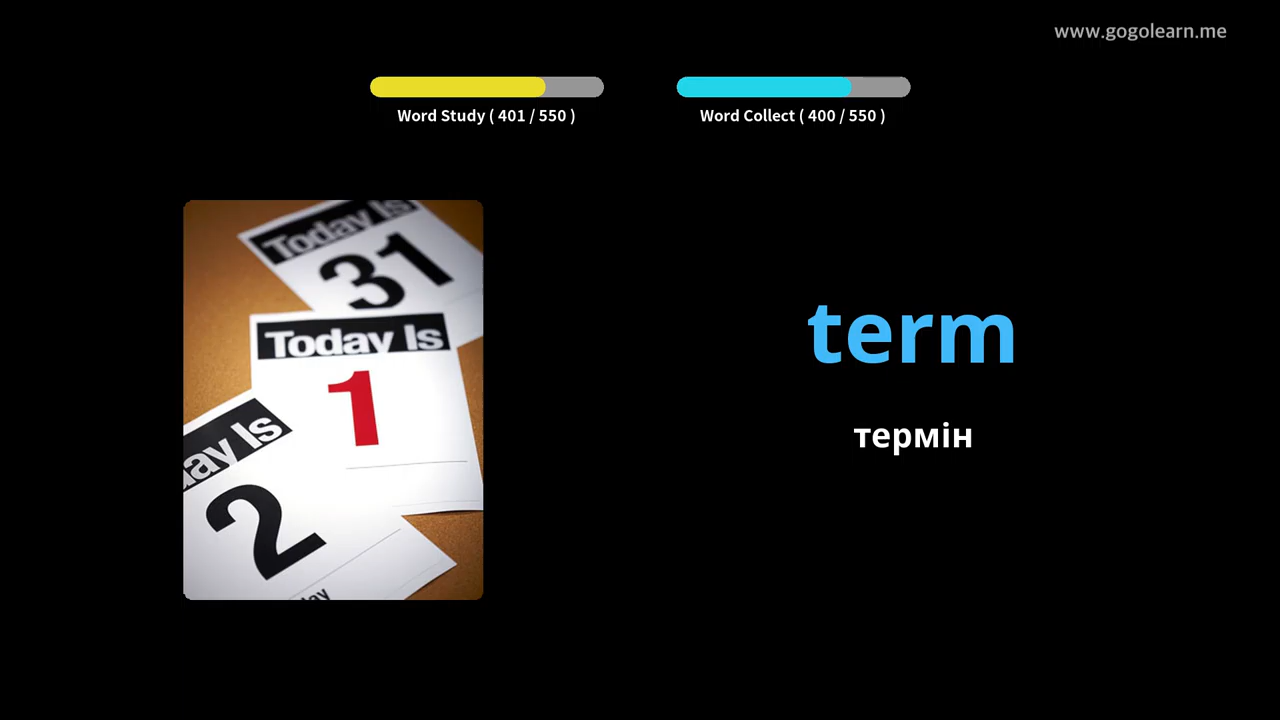 www.gogolearn.me
Word Study ( 401 / 550 )
Word Collect ( 400 / 550 )
Today Is
31
Today Is
1
ay Is
2
term
термін